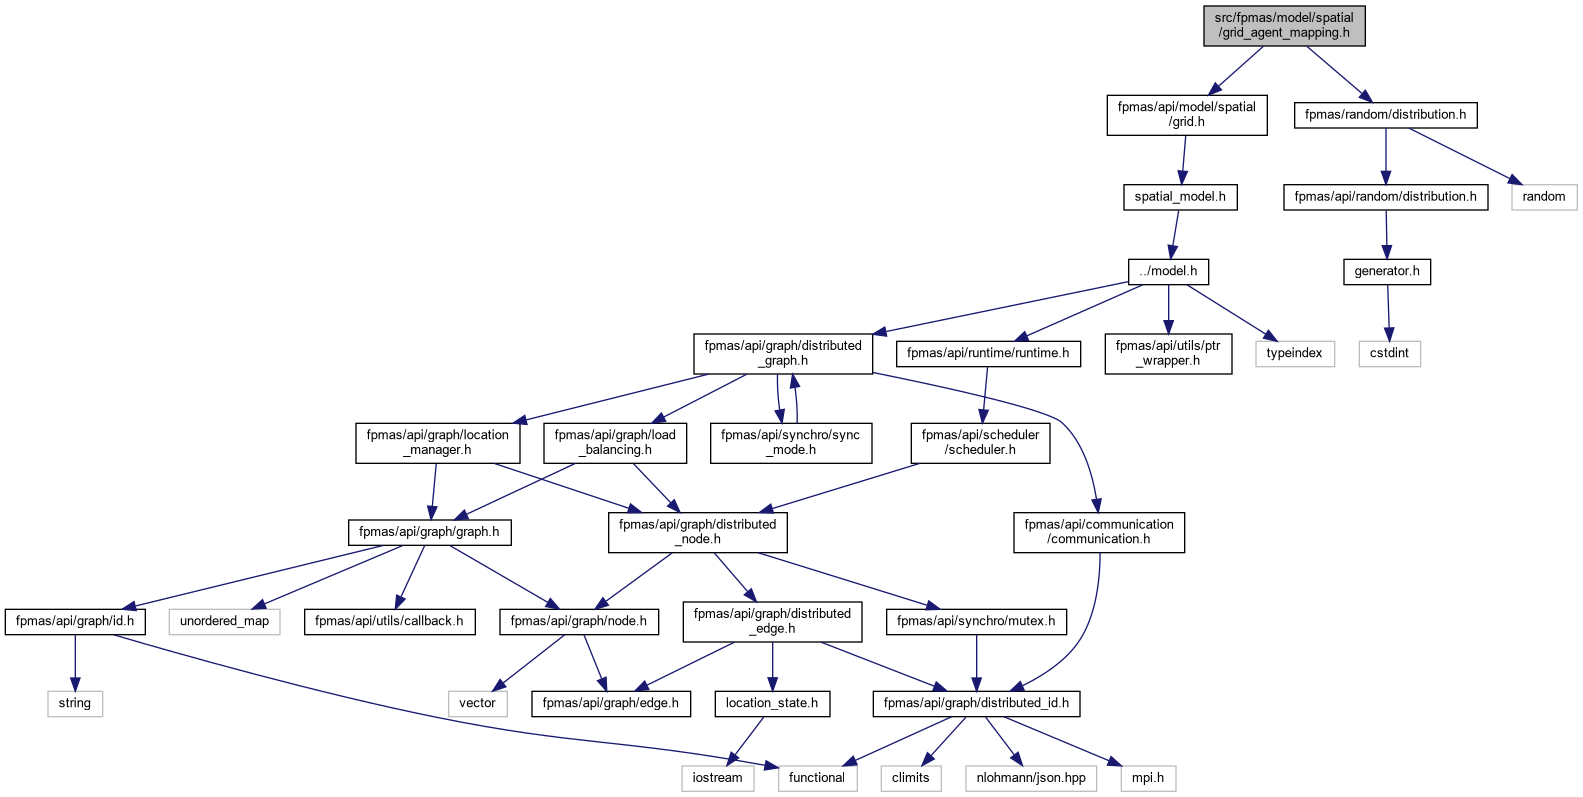 src/fpmas/model/spatial
/grid_agent_mapping.h
fpmas/api/model/spatial
/grid.h
fpmas/random/distribution.h
spatial_model.h
fpmas/api/random/distribution.h
random
../model.h
generator.h
fpmas/api/graph/distributed
_graph.h
fpmas/api/runtime/runtime.h
fpmas/api/utils/ptr
_wrapper.h
typeindex
cstdint
fpmas/api/graph/location
_manager.h
fpmas/api/graph/load
_balancing.h
fpmas/api/synchro/sync
_mode.h
fpmas/api/scheduler
/scheduler.h
fpmas/api/graph/graph.h
fpmas/api/graph/distributed
_node.h
fpmas/api/communication
/communication.h
fpmas/api/graph/id.h
unordered_map
fpmas/api/utils/callback.h
fpmas/api/graph/node.h
fpmas/api/graph/distributed
_edge.h
fpmas/api/synchro/mutex.h
string
vector
fpmas/api/graph/edge.h
location_state.h
fpmas/api/graph/distributed_id.h
iostream
functional
climits
nlohmann/json.hpp
mpi.h